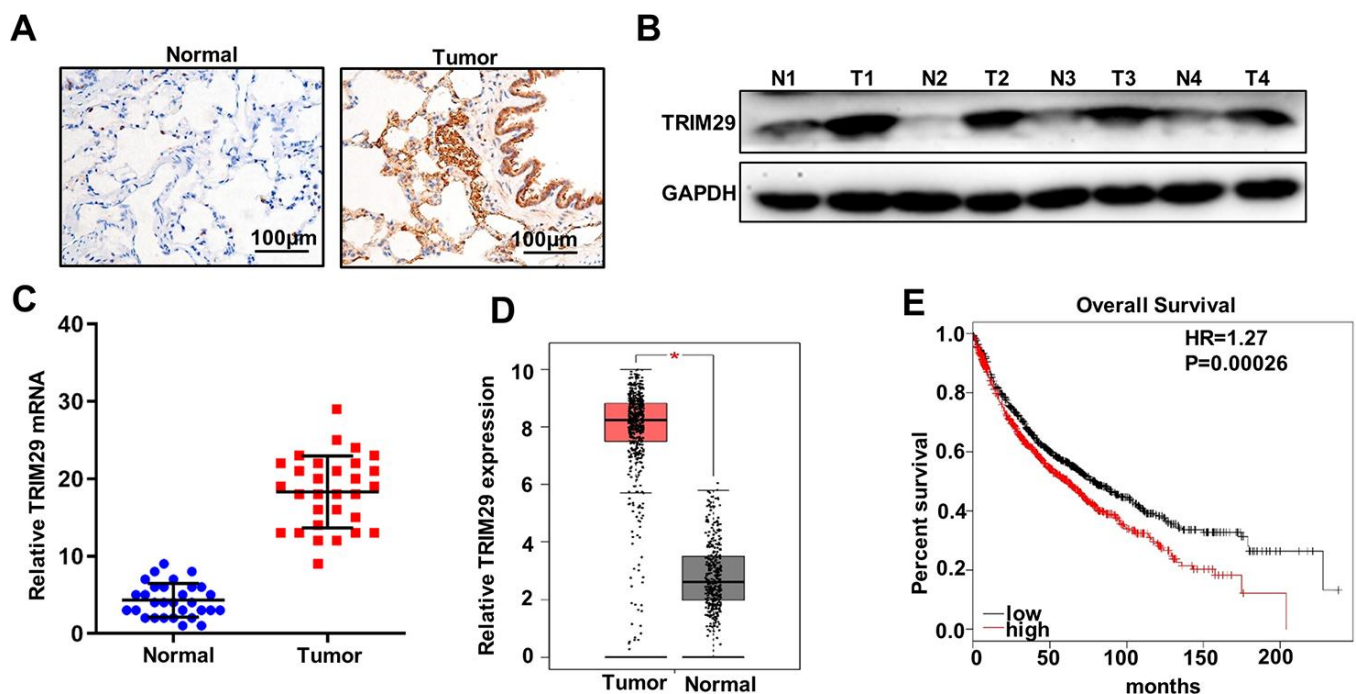 A
Normal
Tumor
100μm
100μm
B
N1 T1 N2 T2 N3 T3 N4 T4
TRIM29
GAPDH
C
Relative TRIM29 mRNA
40
30
20
10
0
Normal
Tumor
D
Relative TRIM29 expression
*
10
8
6
4
2
0
Tumor
Normal
E
Overall Survival
HR=1.27
P=0.00026
Percent survival
1.0
0.8
0.6
0.4
0.2
0.0
low
high
0 50 100 150 200
months